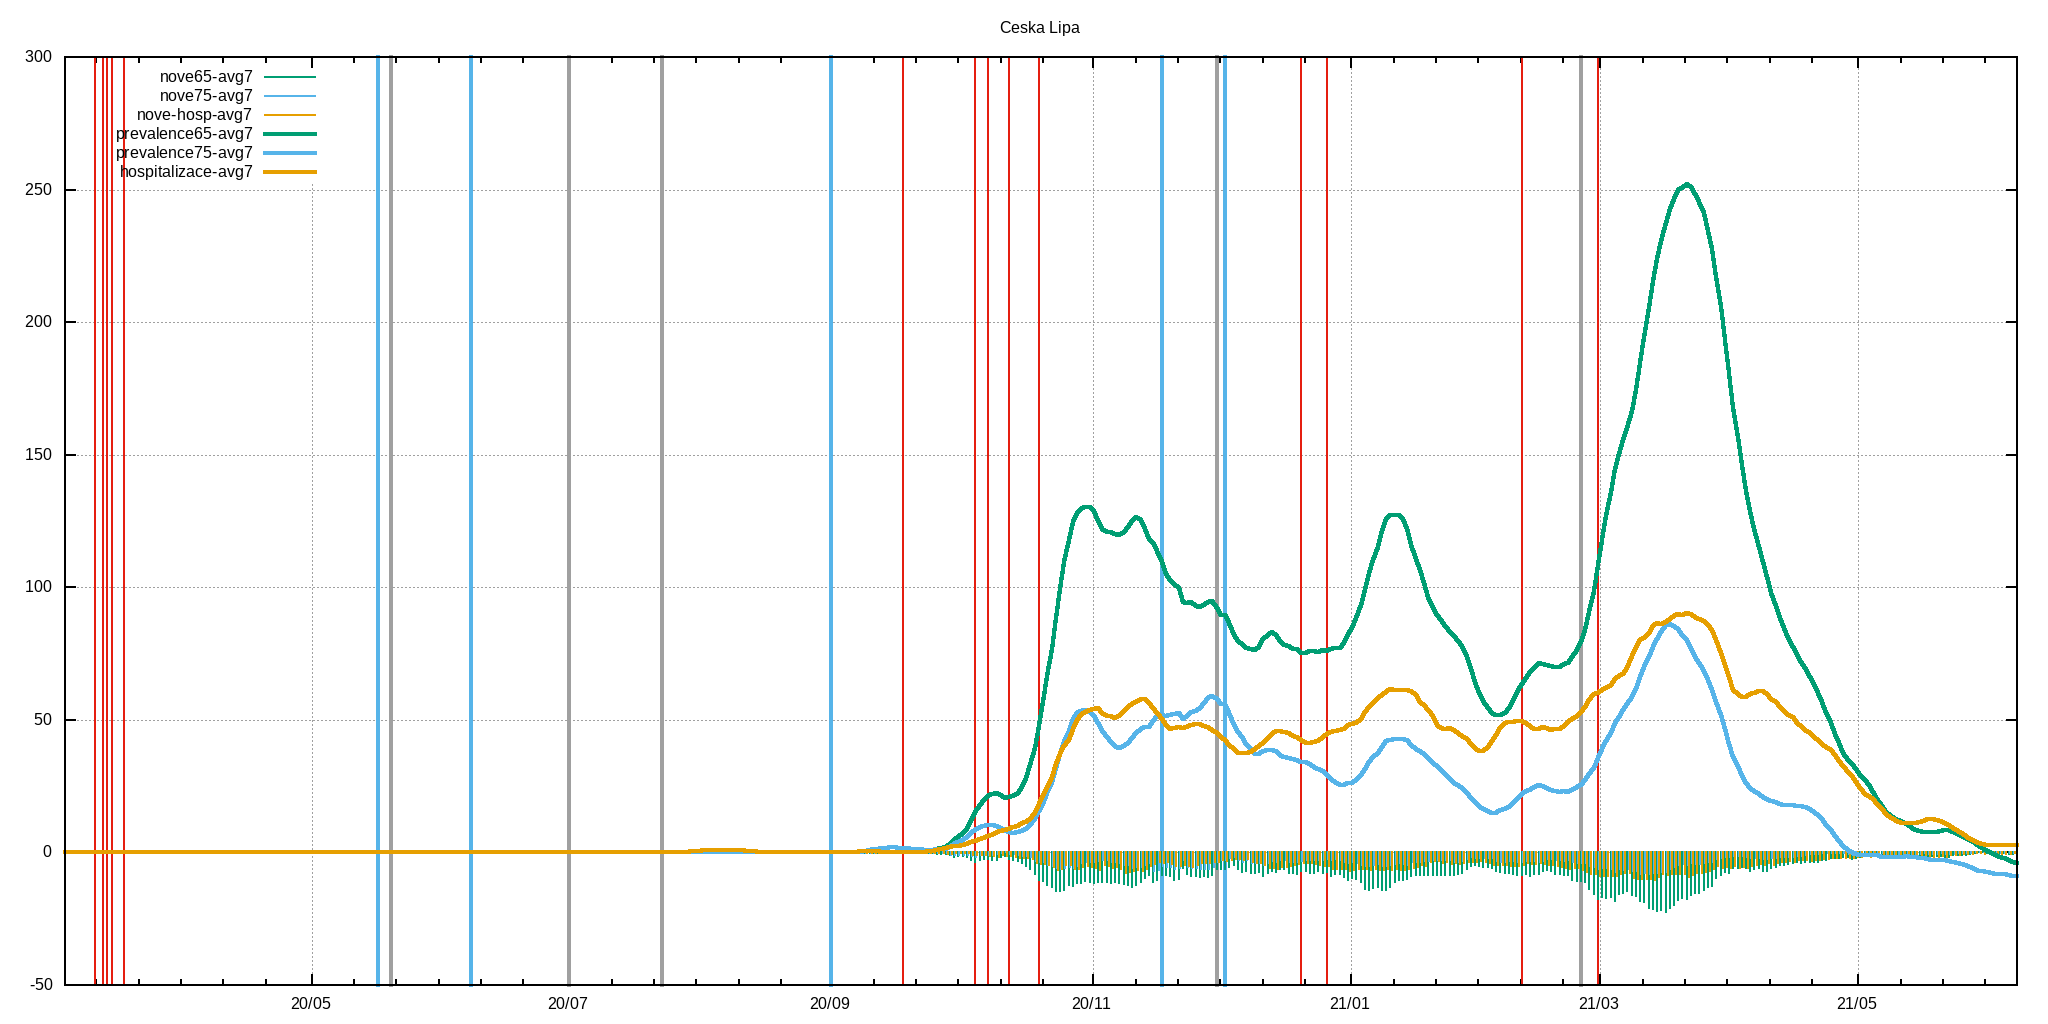 Ceska Lipa
300
250
200
150
100
50
0
-50
nove65-avg7
nove75-avg7
nove-hosp-avg7
prevalence65-avg7
prevalence75-avg7
hospitalizace-avg7
20/05
20/07
20/09
20/11
21/01
21/03
21/05